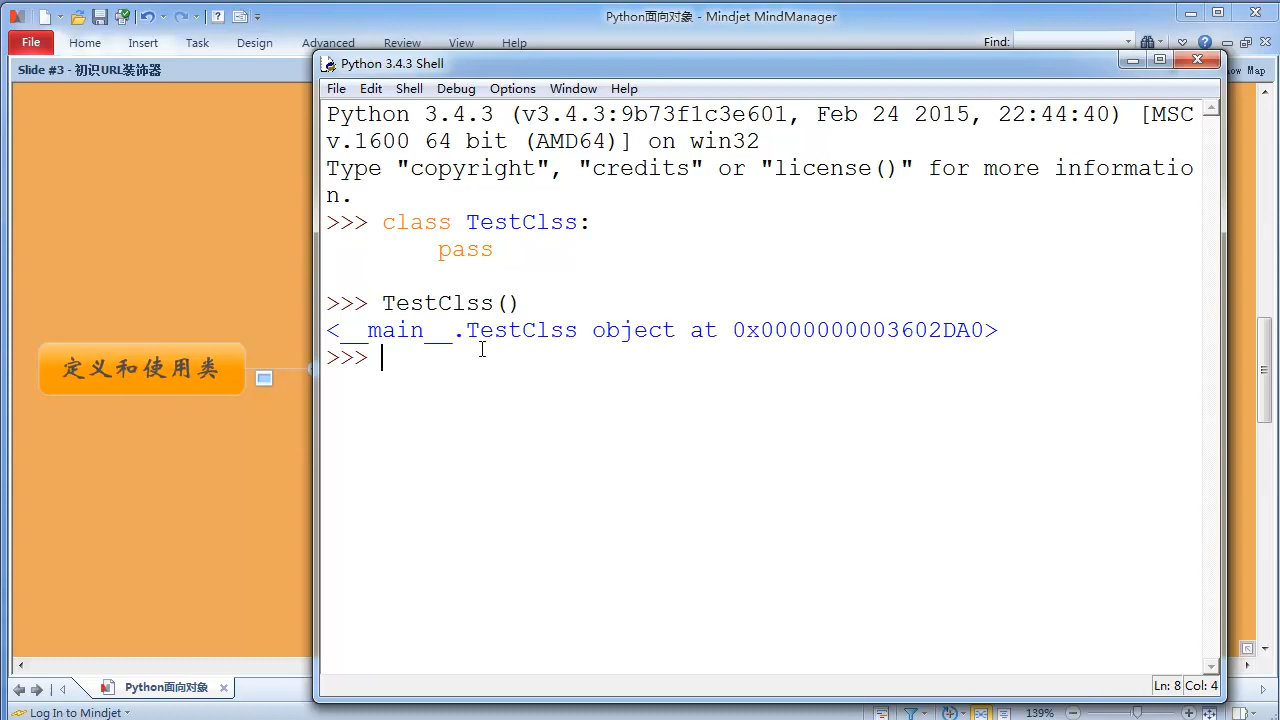 Python面向对象 - Mindjet MindManager
File Home Insert Task Design Advanced Review View Help Find:
Slide #3 - 初识URL装饰器
ow Map
Python 3.4.3 Shell
File Edit Shell Debug Options Window Help
Python 3.4.3 (v3.4.3:9b73f1c3e601, Feb 24 2015, 22:44:40) [MSC
v.1600 64 bit (AMD64)] on win32
Type "copyright", "credits" or "license()" for more informatio
n.
>>> class TestClss:
pass
>>> TestClss()
<__main__.TestClss object at 0x0000000003602DA0>
>>>
定义和使用类
Ln: 8 Col: 4
Python面向对象
Log In to Mindjet
139%